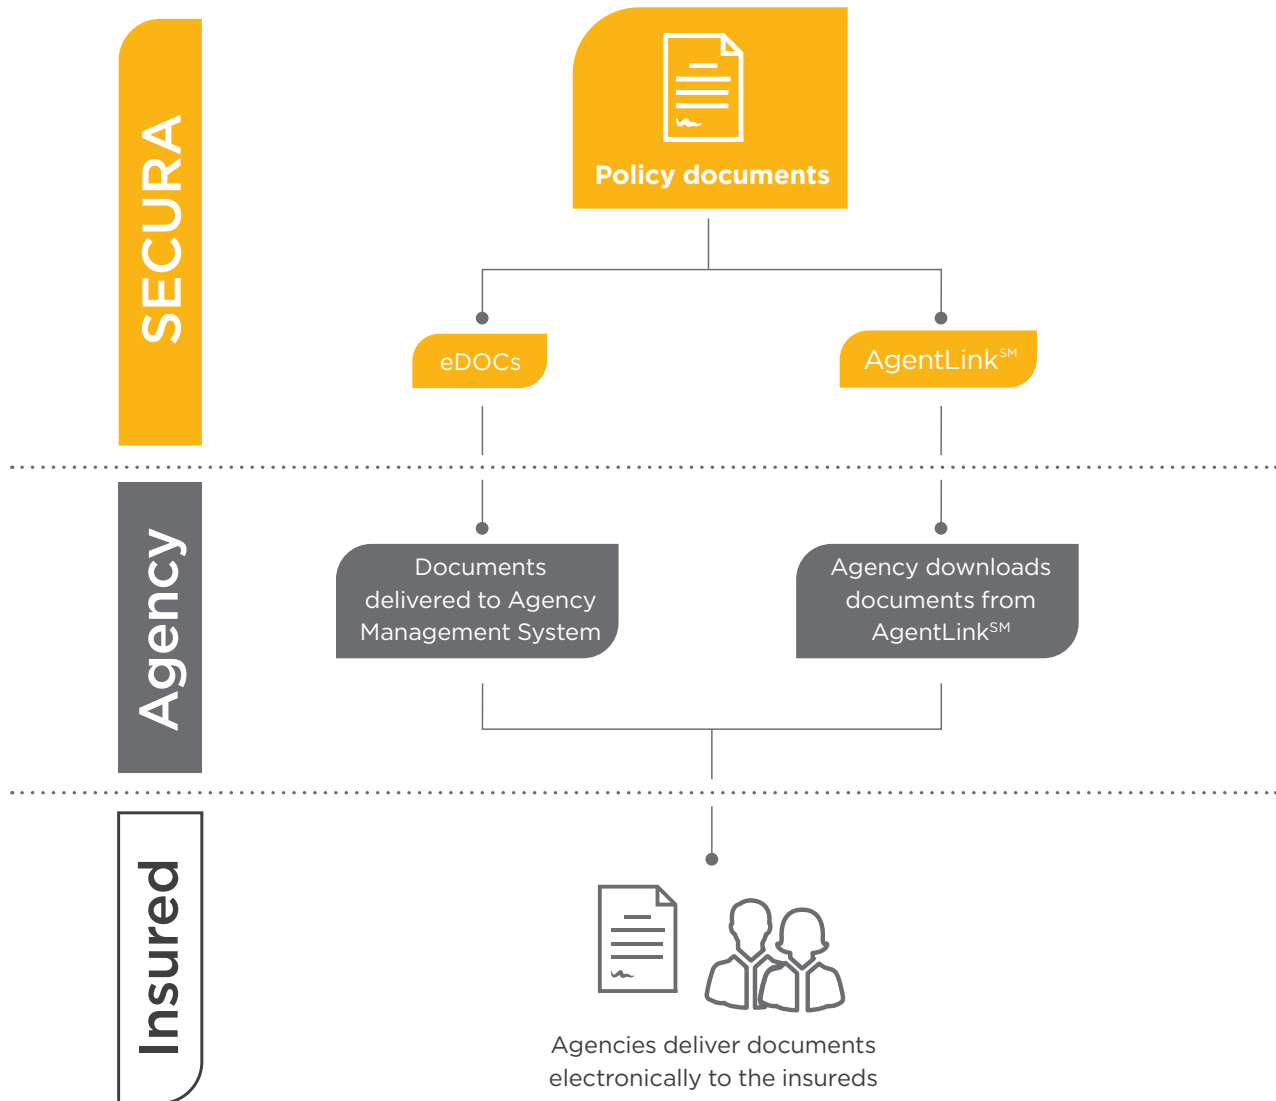 SECURA
Policy documents
eDOCs
AgentLink℠
Agency
Documents
delivered to Agency
Management System
Agency downloads
documents from
AgentLink℠
Insured
Agencies deliver documents
electronically to the insureds